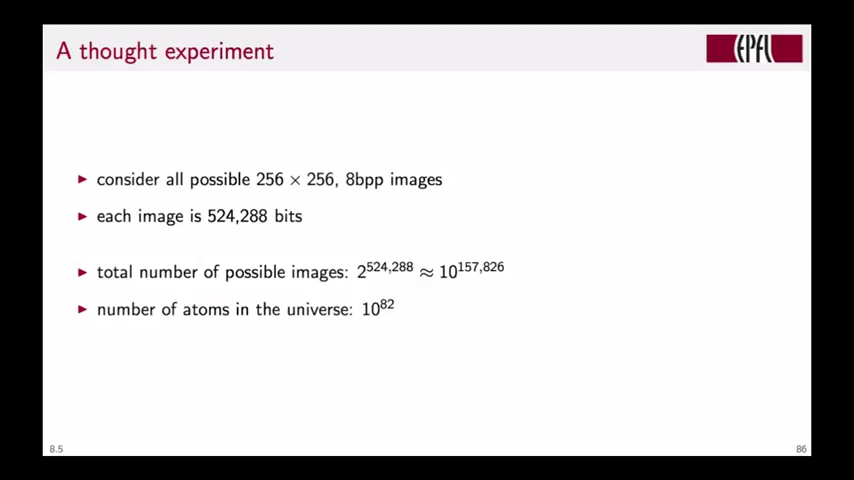 A thought experiment
EPFL
▶ consider all possible 256 × 256, 8bpp images
▶ each image is 524,288 bits
▶ total number of possible images: 2^524,288 ≈ 10^157,826
▶ number of atoms in the universe: 10^82
8.5
86